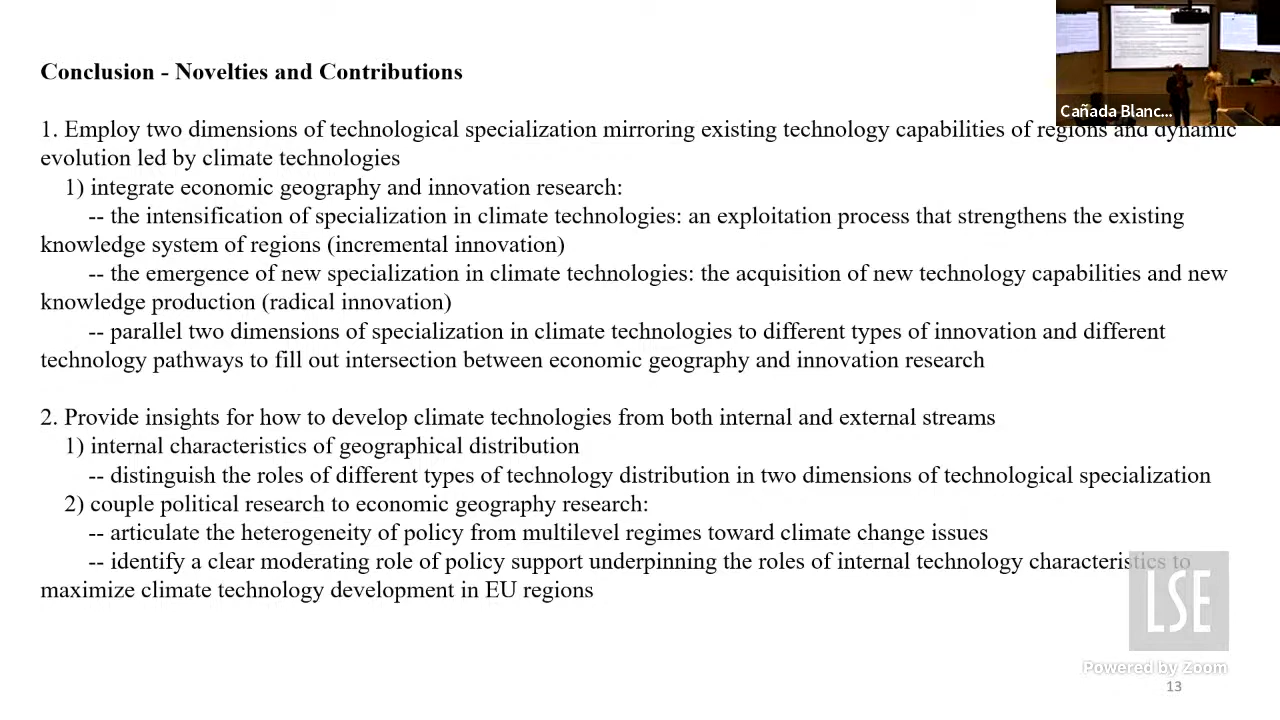 Conclusion - Novelties and Contributions
Cañada Blanc...
1. Employ two dimensions of technological specialization mirroring existing technology capabilities of regions and dynamic
evolution led by climate technologies
1) integrate economic geography and innovation research:
-- the intensification of specialization in climate technologies: an exploitation process that strengthens the existing
knowledge system of regions (incremental innovation)
-- the emergence of new specialization in climate technologies: the acquisition of new technology capabilities and new
knowledge production (radical innovation)
-- parallel two dimensions of specialization in climate technologies to different types of innovation and different
technology pathways to fill out intersection between economic geography and innovation research
2. Provide insights for how to develop climate technologies from both internal and external streams
1) internal characteristics of geographical distribution
-- distinguish the roles of different types of technology distribution in two dimensions of technological specialization
2) couple political research to economic geography research:
-- articulate the heterogeneity of policy from multilevel regimes toward climate change issues
-- identify a clear moderating role of policy support underpinning the roles of internal technology characteristics to
maximize climate technology development in EU regions
LSE
Powered by Zoom
13